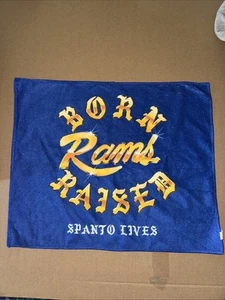 BORN
Rams
RAISED
SPANTO LIVES